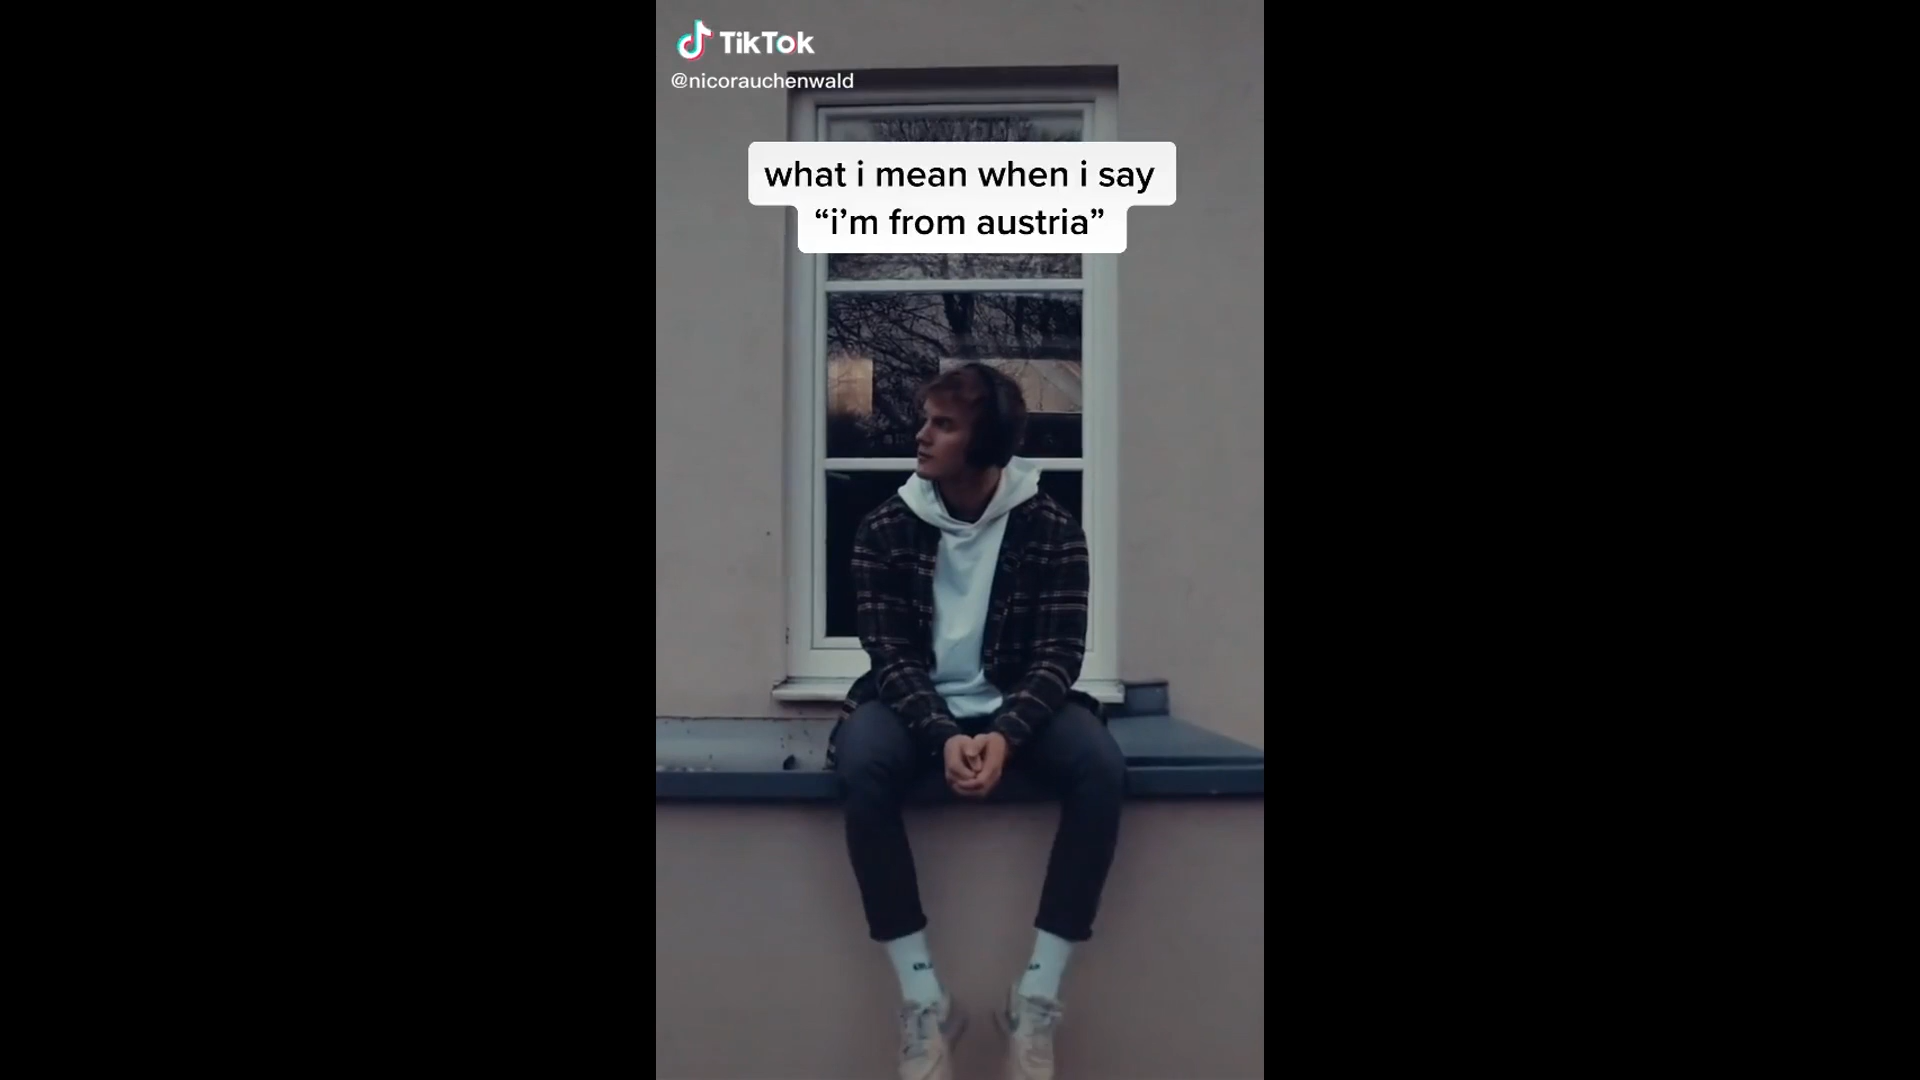 TikTok
@nicorauchenwald
what i mean when i say
“i’m from austria”